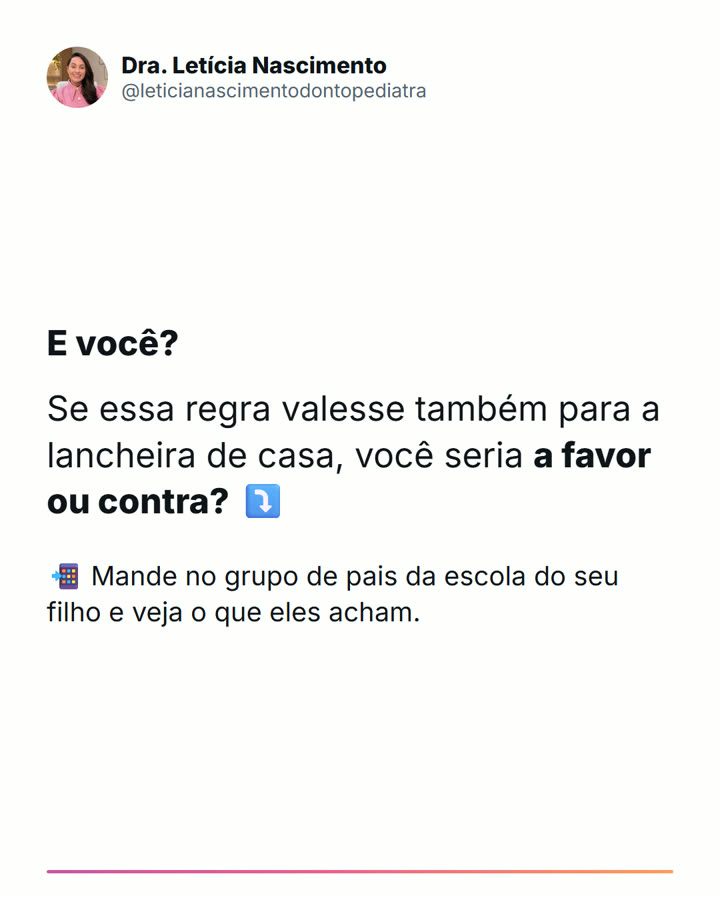 Dra. Letícia Nascimento
@leticianascimentodontopediatra
E você?
Se essa regra valesse também para a
lancheira de casa, você seria a favor
ou contra? ⤵️
📲 Mande no grupo de pais da escola do seu
filho e veja o que eles acham.